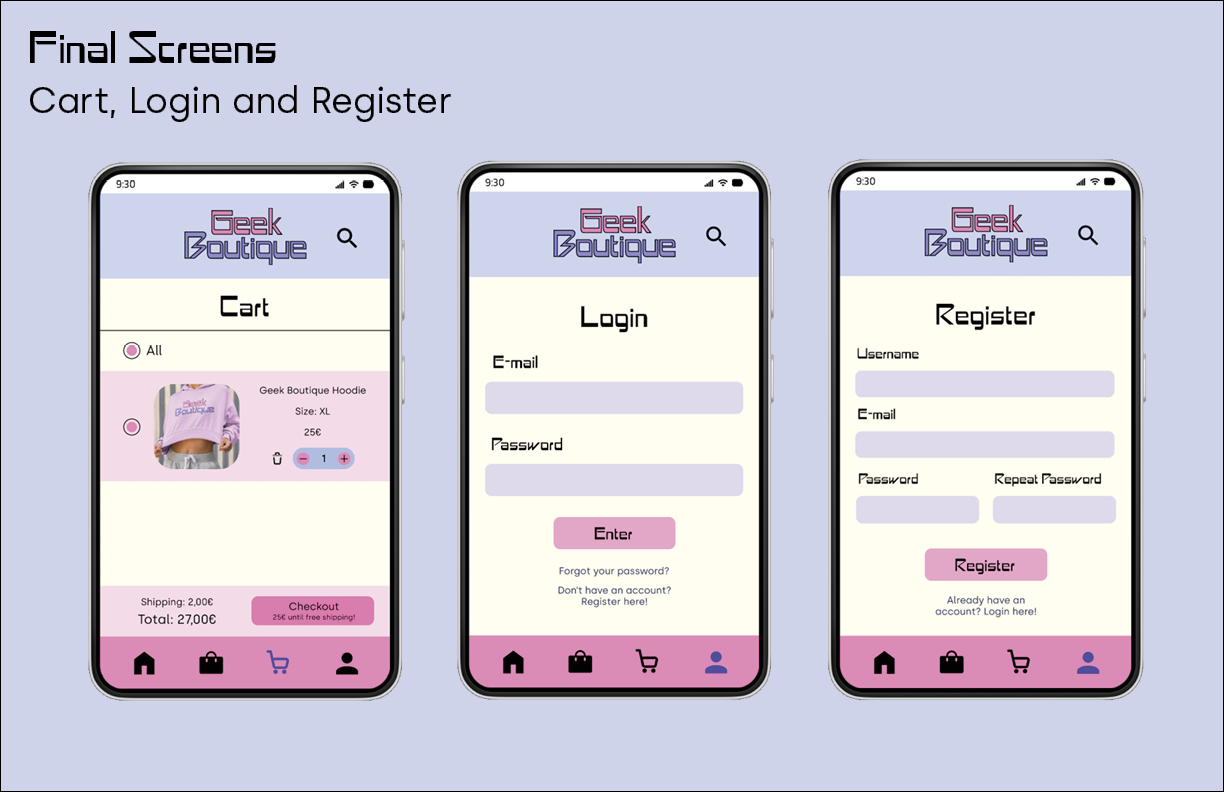 Final Screens
Cart, Login and Register
9:30
Geek
Boutique
Cart
All
Geek
Boutique
Geek Boutique Hoodie
Size: XL
25€
1
Shipping: 2,00€
Total: 27,00€
Checkout
25€ until free shipping!
9:30
Geek
Boutique
Login
E-mail
Password
Enter
Forgot your password?
Don't have an account?
Register here!
9:30
Geek
Boutique
Register
Username
E-mail
Password Repeat Password
Register
Already have an
account? Login here!